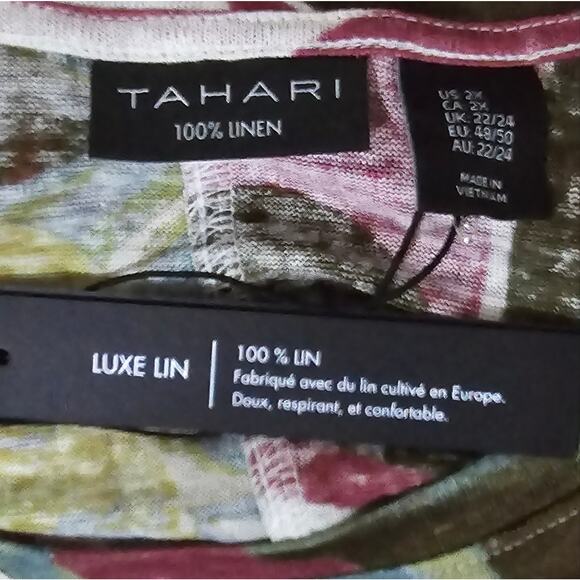 TAHARI
100% LINEN
US: 2X
CA: 2X
UK: 22/24
EU: 48/50
AU: 22/24
MADE IN
VIETNAM
LUXE LIN
100 % LIN
Fabriqué avec du lin cultivé en Europe.
Doux, respirant, et confortable.